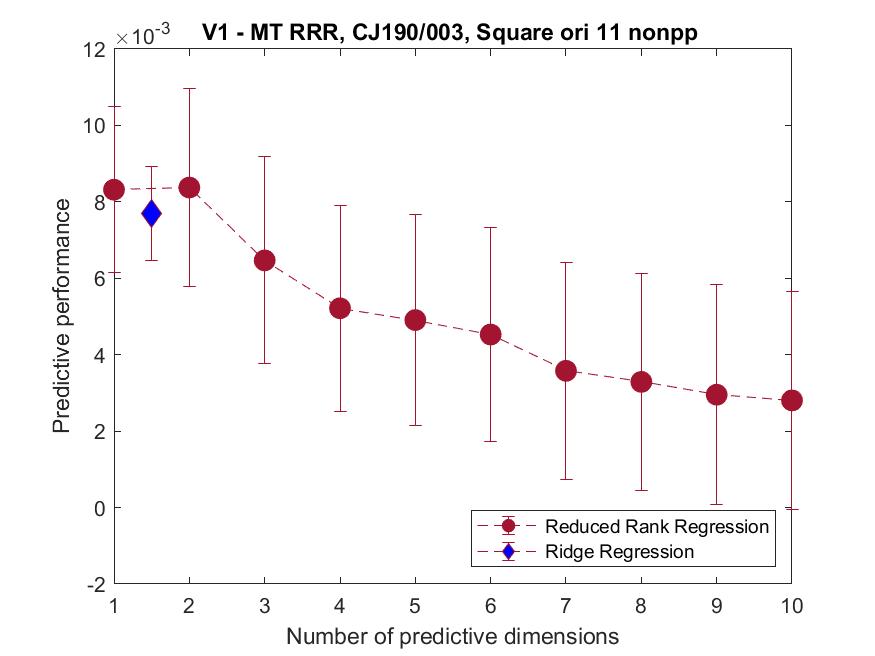 ×10⁻³
V1 - MT RRR, CJ190/003, Square ori 11 nonpp
12
10
8
6
4
2
0
-2
Predictive performance
1 2 3 4 5 6 7 8 9 10
Number of predictive dimensions
Reduced Rank Regression
Ridge Regression